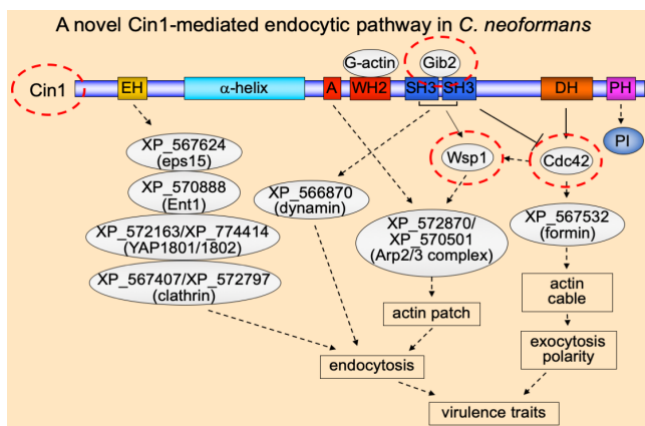 A novel Cin1-mediated endocytic pathway in C. neoformans
G-actin
Gib2
Cin1
EH
α-helix
A
WH2
SH3
SH3
DH
PH
PI
XP_567624
(eps15)
Wsp1
Cdc42
XP_570888
(Ent1)
XP_566870
(dynamin)
XP_572163/XP_774414
(YAP1801/1802)
XP_572870/
XP_570501
(Arp2/3 complex)
XP_567532
(formin)
XP_567407/XP_572797
(clathrin)
actin
cable
actin patch
exocytosis
polarity
endocytosis
virulence traits